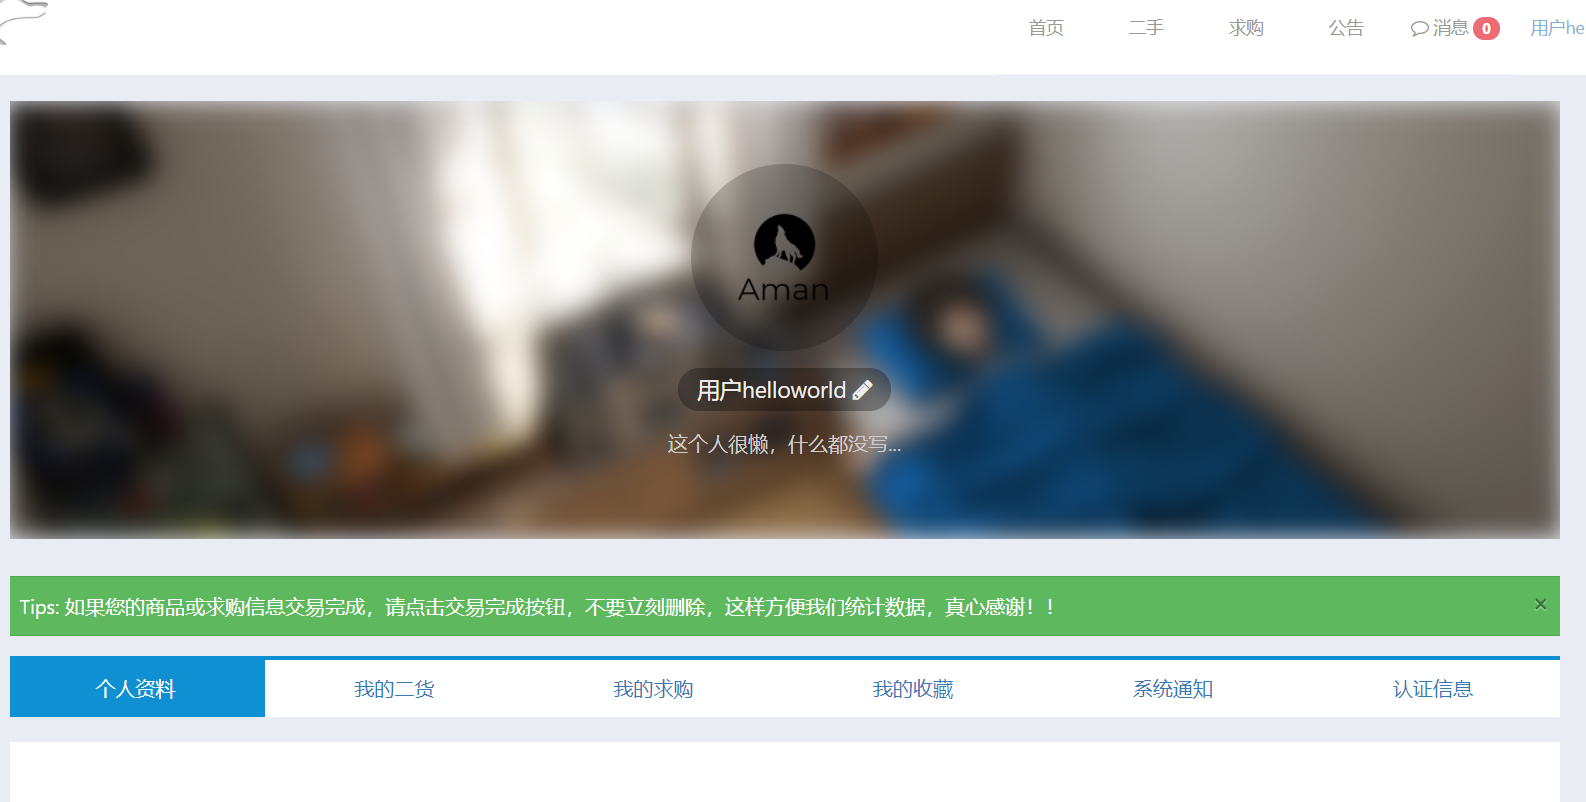 首页 二手 求购 公告 消息 0 用户he
Aman
用户helloworld
这个人很懒，什么都没写...
Tips: 如果您的商品或求购信息交易完成，请点击交易完成按钮，不要立刻删除，这样方便我们统计数据，真心感谢！！ ×
个人资料 我的二货 我的求购 我的收藏 系统通知 认证信息